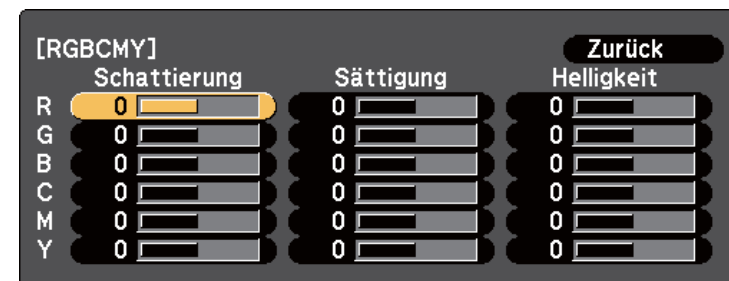 [RGBCMY] Zurück
Schattierung Sättigung Helligkeit
R 0 0 0
G 0 0 0
B 0 0 0
C 0 0 0
M 0 0 0
Y 0 0 0